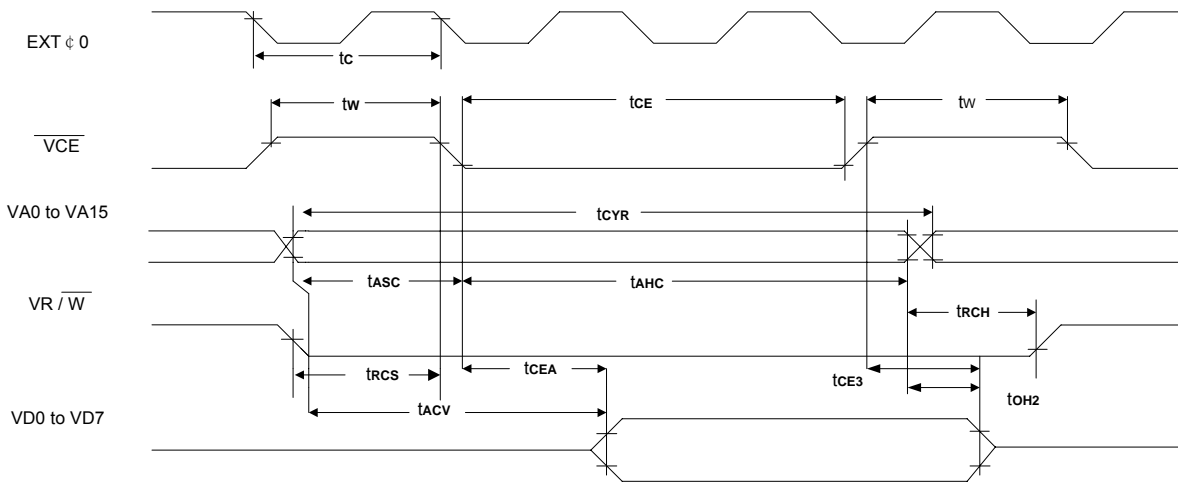 EXT ¢ 0
tC
tW
tCE
tW
VCE
VA0 to VA15
tCYR
tASC
tAHC
VR / W
tRCH
tCEA
tRCS
tCE3
tACV
tOH2
VD0 to VD7